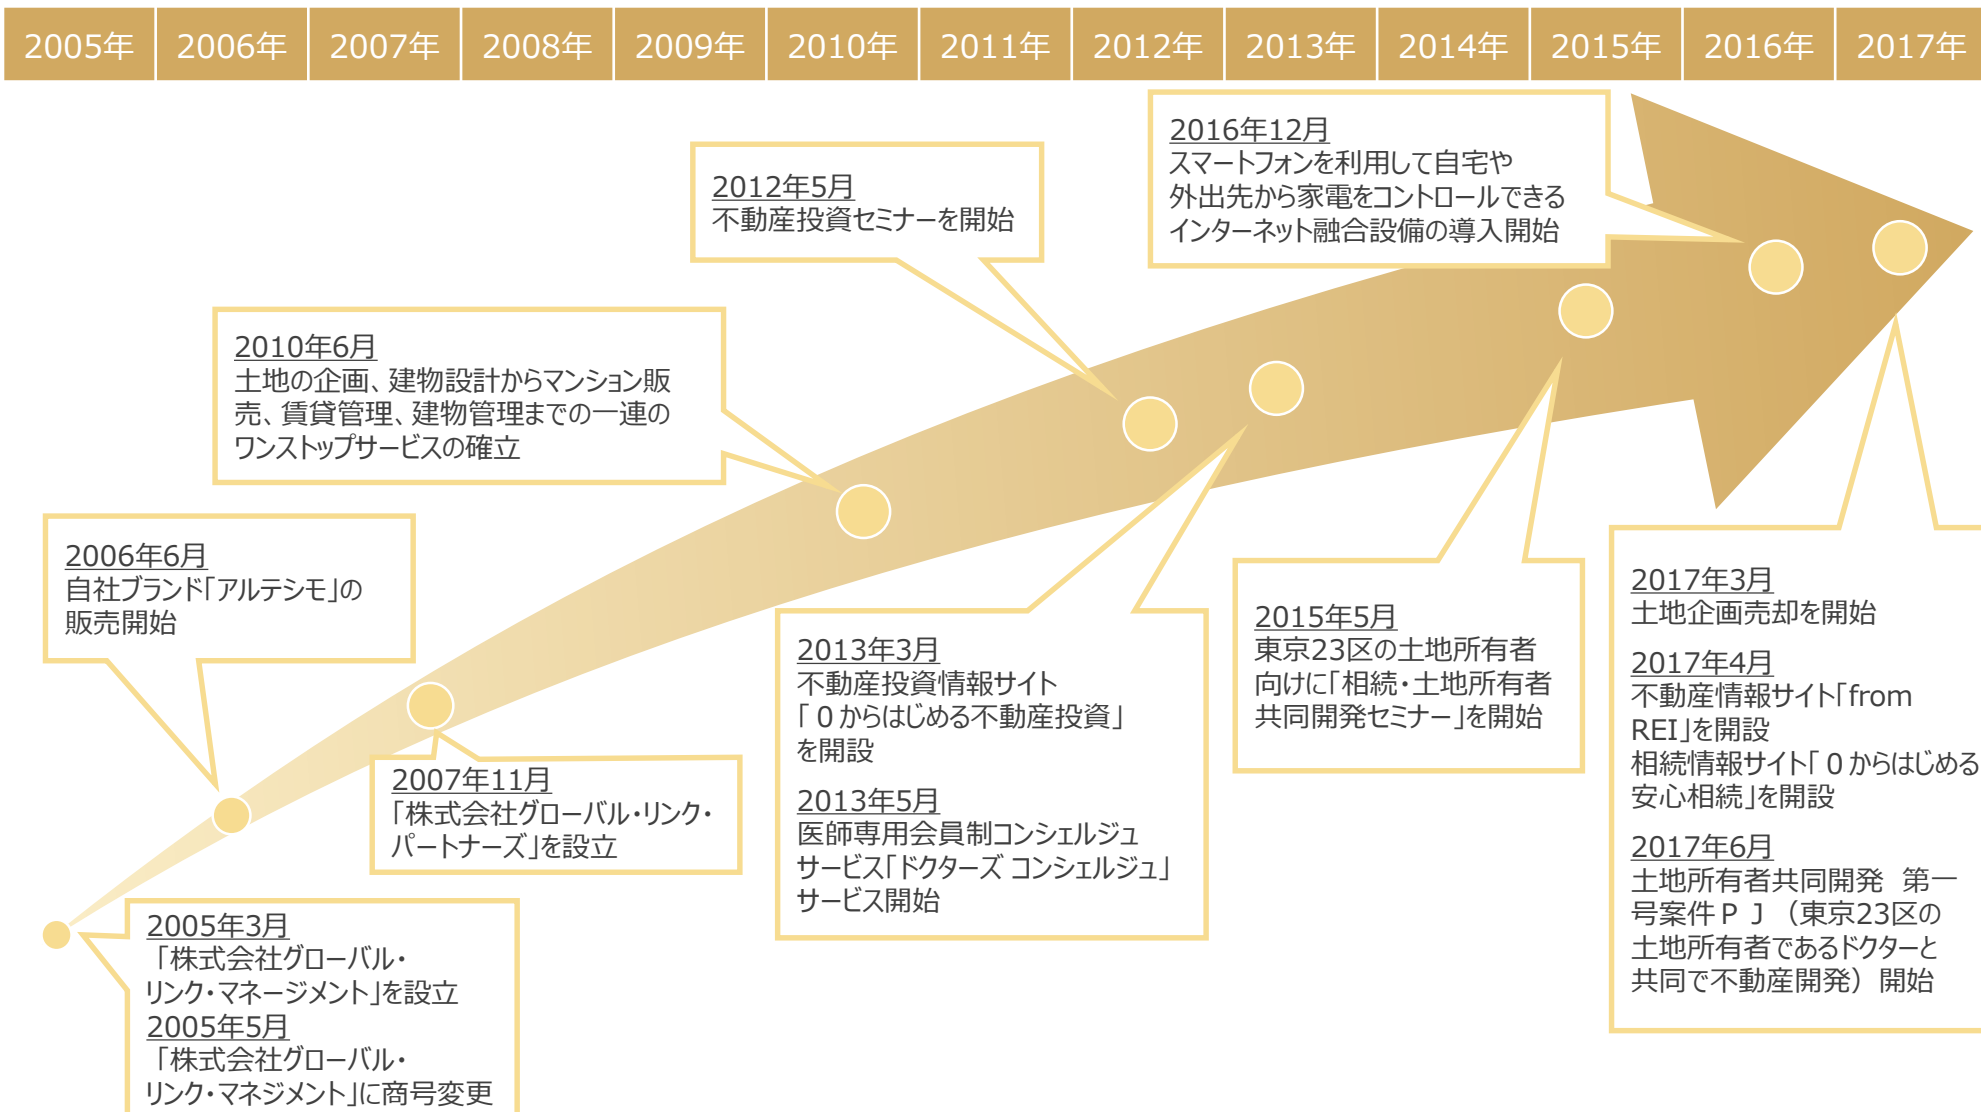 2005年
2006年
2007年
2008年
2009年
2010年
2011年
2012年
2013年
2014年
2015年
2016年
2017年
2016年12月
スマートフォンを利用して自宅や
外出先から家電をコントロールできる
インターネット融合設備の導入開始
2012年5月
不動産投資セミナーを開始
2010年6月
土地の企画、建物設計からマンション販
売、賃貸管理、建物管理までの一連の
ワンストップサービスの確立
2006年6月
自社ブランド「アルテシモ」の
販売開始
2007年11月
「株式会社グローバル・リンク・
パートナーズ」を設立
2005年3月
「株式会社グローバル・
リンク・マネージメント」を設立
2005年5月
「株式会社グローバル・
リンク・マネジメント」に商号変更
2013年3月
不動産投資情報サイト
「０からはじめる不動産投資」
を開設
2013年5月
医師専用会員制コンシェルジュ
サービス「ドクターズ コンシェルジュ」
サービス開始
2015年5月
東京23区の土地所有者
向けに「相続・土地所有者
共同開発セミナー」を開始
2017年3月
土地企画売却を開始
2017年4月
不動産情報サイト「from
REI」を開設
相続情報サイト「０からはじめる
安心相続」を開設
2017年6月
土地所有者共同開発　第一
号案件ＰＪ（東京23区の
土地所有者であるドクターと
共同で不動産開発）開始